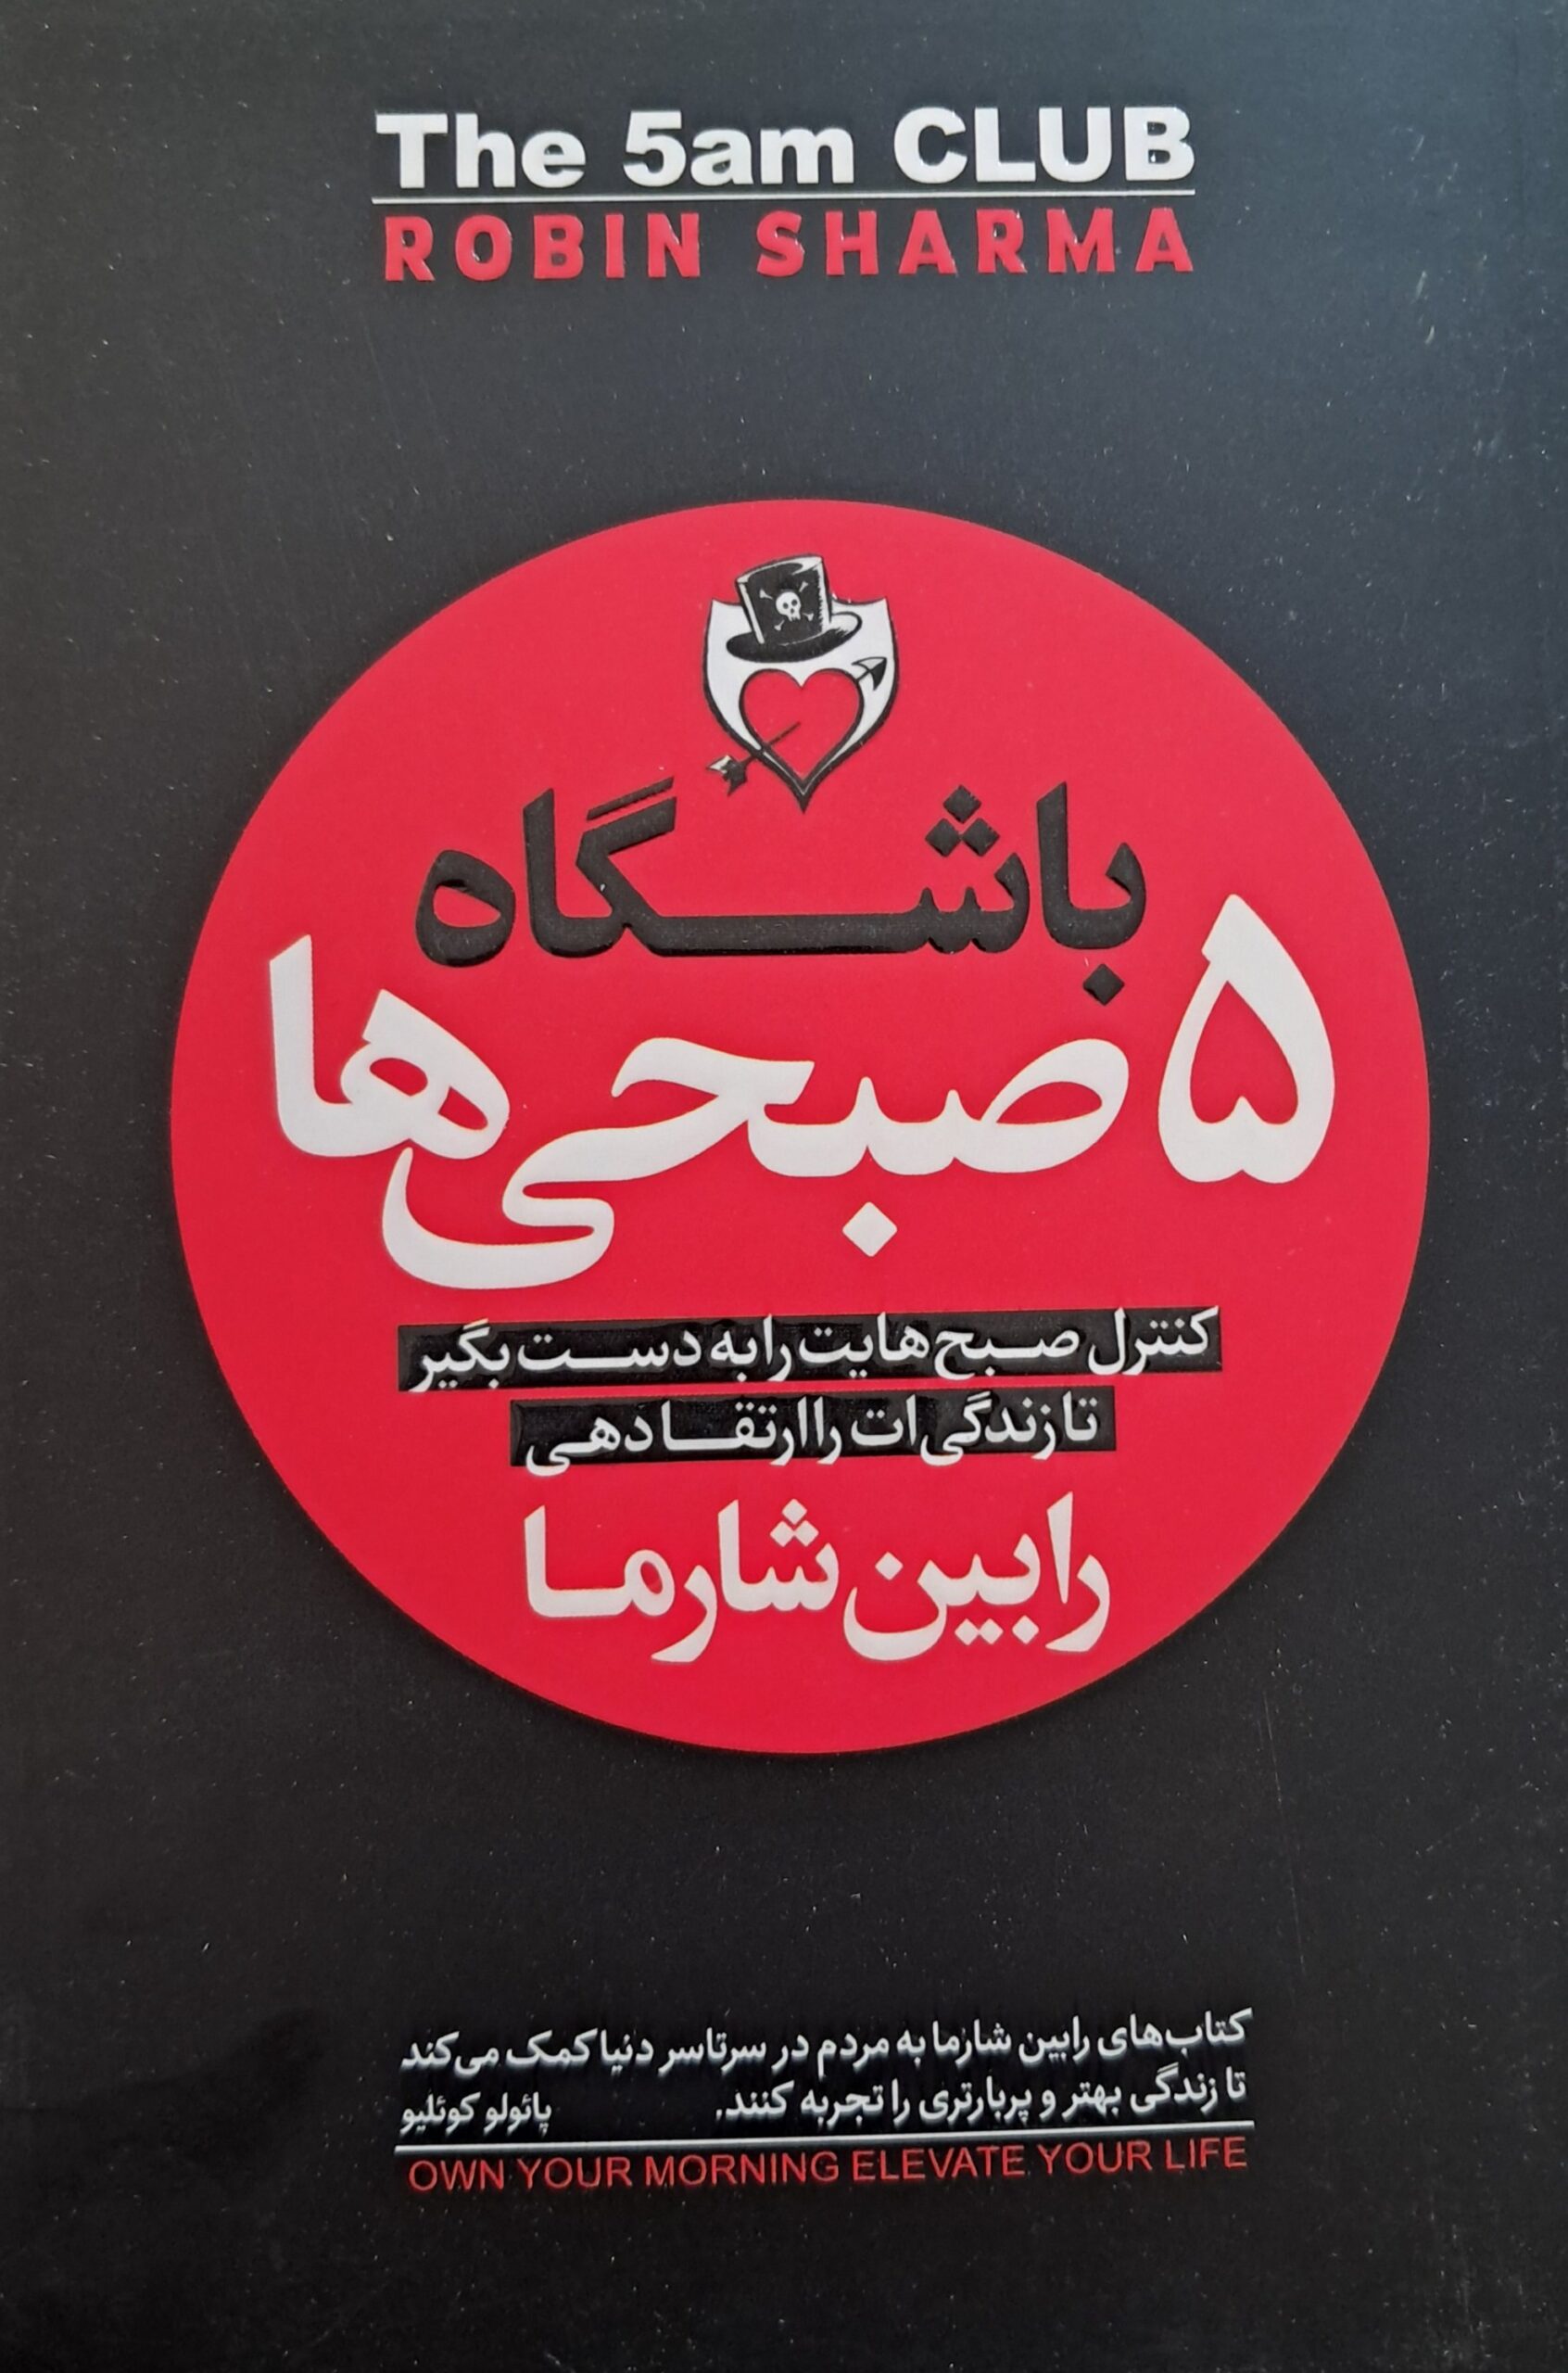 The 5am CLUB
ROBIN SHARMA
باشگاه
۵ صبحی‌ها
کنترل صبح‌هایت را به دست بگیر
تا زندگی‌ات را ارتقا دهی
رابین شارما
کتاب‌های رابین شارما به مردم در سرتاسر دنیا کمک می‌کند
تا زندگی بهتر و پربارتری را تجربه کنند. پائولو کوئلیو
OWN YOUR MORNING ELEVATE YOUR LIFE